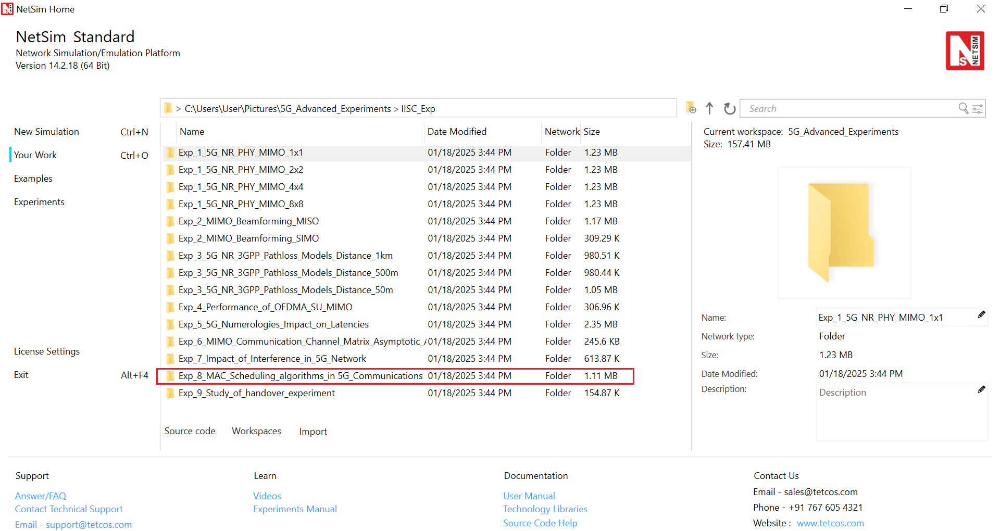 NetSim Home
NetSim Standard
Network Simulation/Emulation Platform
Version 14.2.18 (64 Bit)
NS NETSIM
> C:\Users\User\Pictures\5G_Advanced_Experiments > IISC_Exp
Search
New Simulation Ctrl+N
Your Work Ctrl+O
Examples
Experiments
License Settings
Exit Alt+F4
Name Date Modified Network Size
Exp_1_5G_NR_PHY_MIMO_1x1 01/18/2025 3:44 PM Folder 1.23 MB
Exp_1_5G_NR_PHY_MIMO_2x2 01/18/2025 3:44 PM Folder 1.23 MB
Exp_1_5G_NR_PHY_MIMO_4x4 01/18/2025 3:44 PM Folder 1.23 MB
Exp_1_5G_NR_PHY_MIMO_8x8 01/18/2025 3:44 PM Folder 1.23 MB
Exp_2_MIMO_Beamforming_MISO 01/18/2025 3:44 PM Folder 1.17 MB
Exp_2_MIMO_Beamforming_SIMO 01/18/2025 3:44 PM Folder 309.29 K
Exp_3_5G_NR_3GPP_Pathloss_Models_Distance_1km 01/18/2025 3:44 PM Folder 980.51 K
Exp_3_5G_NR_3GPP_Pathloss_Models_Distance_500m 01/18/2025 3:44 PM Folder 980.44 K
Exp_3_5G_NR_3GPP_Pathloss_Models_Distance_50m 01/18/2025 3:44 PM Folder 1.05 MB
Exp_4_Performance_of_OFDMA_SU_MIMO 01/18/2025 3:44 PM Folder 306.96 K
Exp_5_5G_Numerologies_Impact_on_Latencies 01/18/2025 3:44 PM Folder 2.35 MB
Exp_6_MIMO_Communication_Channel_Matrix_Asymptotic_A 01/18/2025 3:44 PM Folder 245.6 KB
Exp_7_Impact_of_Interference_in_5G_Network 01/18/2025 3:44 PM Folder 613.87 K
Exp_8_MAC_Scheduling_algorithms_in 5G_Communications 01/18/2025 3:44 PM Folder 1.11 MB
Exp_9_Study_of_handover_experiment 01/18/2025 3:44 PM Folder 154.87 K
Source code Workspaces Import
Current workspace: 5G_Advanced_Experiments
Size: 157.41 MB
Name: Exp_1_5G_NR_PHY_MIMO_1x1
Network type: Folder
Size: 1.23 MB
Date Modified: 01/18/2025 3:44 PM
Description: Description
Support
Answer/FAQ
Contact Technical Support
Email - support@tetcos.com
Learn
Videos
Experiments Manual
Documentation
User Manual
Technology Libraries
Source Code Help
Contact Us
Email - sales@tetcos.com
Phone - +91 767 605 4321
Website : www.tetcos.com